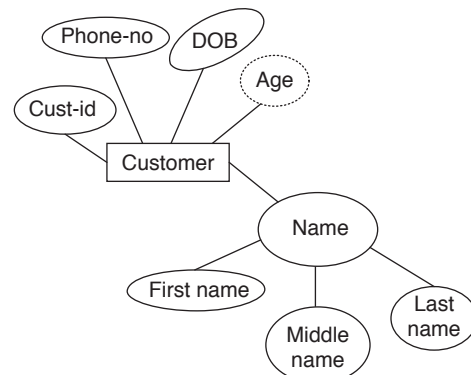 Phone-no
DOB
Age
Cust-id
Customer
Name
First name
Middle
name
Last
name